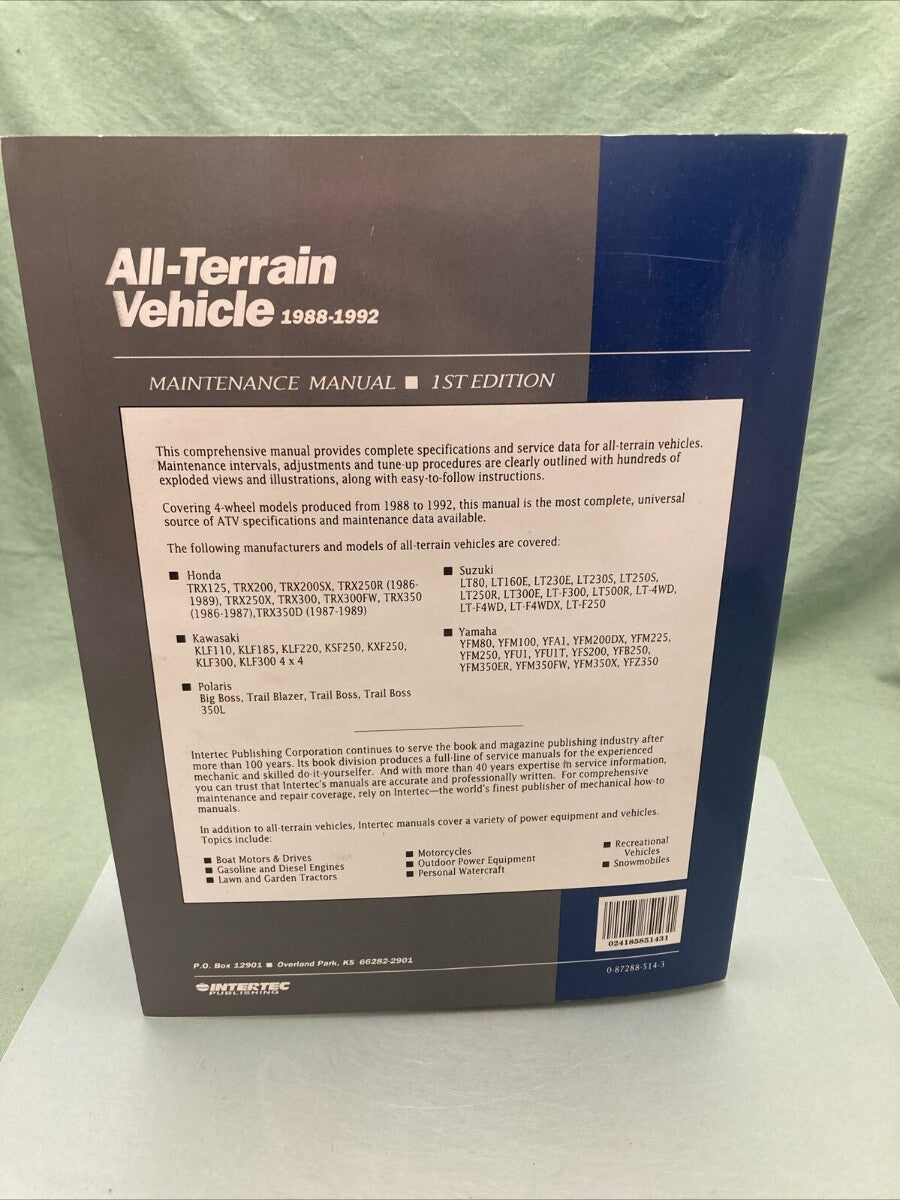 All-Terrain
Vehicle 1988-1992
MAINTENANCE MANUAL ■ 1ST EDITION
This comprehensive manual provides complete specifications and service data for all-terrain vehicles.
Maintenance intervals, adjustments and tune-up procedures are clearly outlined with hundreds of
exploded views and illustrations, along with easy-to-follow instructions.
Covering 4-wheel models produced from 1988 to 1992, this manual is the most complete, universal
source of ATV specifications and maintenance data available.
The following manufacturers and models of all-terrain vehicles are covered:
■ Honda
TRX125, TRX200, TRX200SX, TRX250R (1986-
1989), TRX250X, TRX300, TRX300FW, TRX350
(1986-1987),TRX350D (1987-1989)
■ Kawasaki
KLF110, KLF185, KLF220, KSF250, KXF250,
KLF300, KLF300 4 x 4
■ Polaris
Big Boss, Trail Blazer, Trail Boss, Trail Boss
350L
■ Suzuki
LT80, LT160E, LT230E, LT230S, LT250S,
LT250R, LT300E, LT-F300, LT500R, LT-4WD,
LT-F4WD, LT-F4WDX, LT-F250
■ Yamaha
YFM80, YFM100, YFA1, YFM200DX, YFM225,
YFM250, YFU1, YFU1T, YFS200, YFB250,
YFM350ER, YFM350FW, YFM350X, YFZ350
Intertec Publishing Corporation continues to serve the book and magazine publishing industry after
more than 100 years. Its book division produces a full-line of service manuals for the experienced
mechanic and skilled do-it-yourselfer. And with more than 40 years expertise in service information,
you can trust that Intertec's manuals are accurate and professionally written. For comprehensive
maintenance and repair coverage, rely on Intertec—the world's finest publisher of mechanical how-to
manuals.
In addition to all-terrain vehicles, Intertec manuals cover a variety of power equipment and vehicles.
Topics include:
■ Boat Motors & Drives
■ Gasoline and Diesel Engines
■ Lawn and Garden Tractors
■ Motorcycles
■ Outdoor Power Equipment
■ Personal Watercraft
■ Recreational
Vehicles
■ Snowmobiles
024185851431
P.O. Box 12901 ■ Overland Park, KS 66282-2901
0-87288-514-3
INTERTEC
PUBLISHING